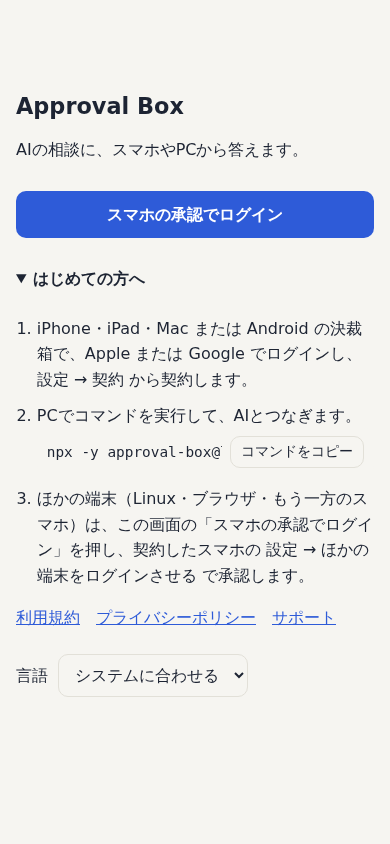 Approval Box
AIの相談に、スマホやPCから答えます。
スマホの承認でログイン
▼ はじめての方へ
1. iPhone・iPad・Mac または Android の決裁
箱で、Apple または Google でログインし、
設定 → 契約 から契約します。
2. PCでコマンドを実行して、AIとつなぎます。
npx -y approval-box@
コマンドをコピー
3. ほかの端末（Linux・ブラウザ・もう一方のス
マホ）は、この画面の「スマホの承認でログイ
ン」を押し、契約したスマホの 設定 → ほかの
端末をログインさせる で承認します。
利用規約 プライバシーポリシー サポート
言語 システムに合わせる